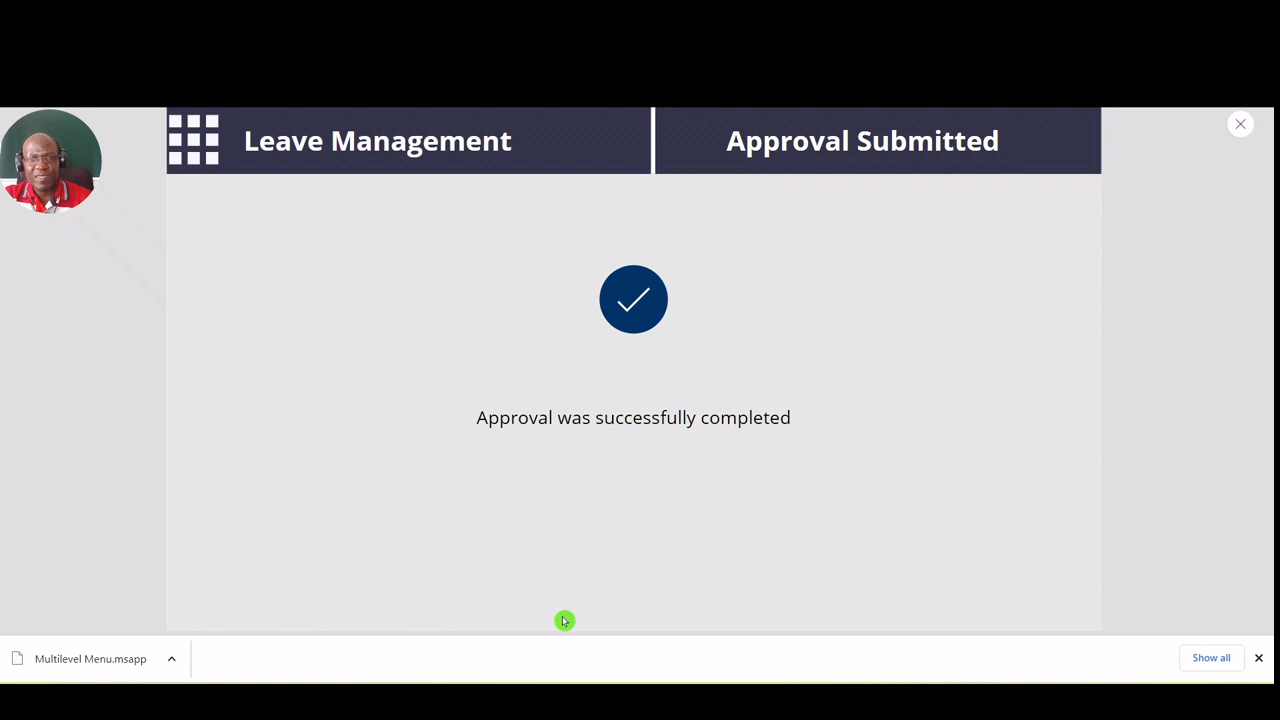 Leave Management
Approval Submitted
Approval was successfully completed
Multilevel Menu.msapp
Show all